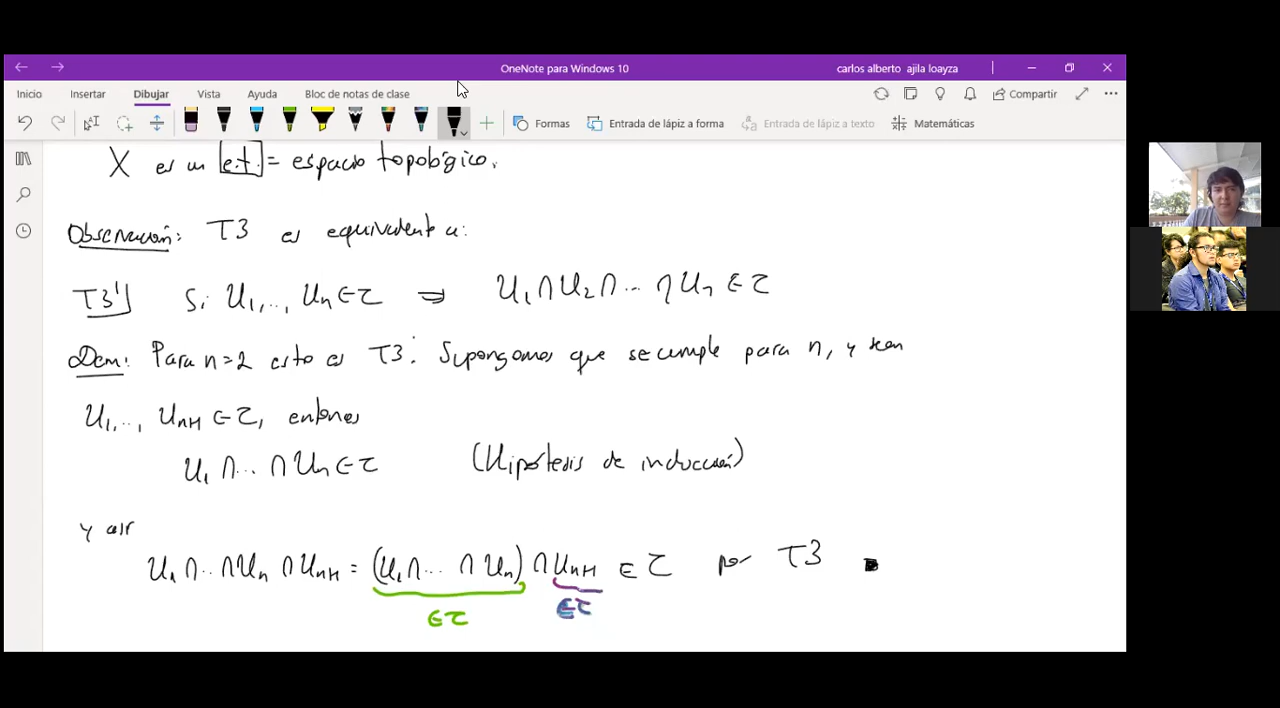 OneNote para Windows 10
carlos alberto ajila loayza
Inicio Insertar Dibujar Vista Ayuda Bloc de notas de clase
Compartir
Formas Entrada de lápiz a forma Entrada de lápiz a texto Matemáticas
X es un e.t. = espacio topológico.
Observación: T3 es equivalente a:
T3'] Si U₁,..., Uₙ ∈ τ ⇒ U₁ ∩ U₂ ∩ ... ∩ Uₙ ∈ τ
Dem: Para n=2 esto es T3. Supongamos que se cumple para n, y sean
U₁,..., Uₙ₊₁ ∈ τ, entonces
U₁ ∩ ... ∩ Uₙ ∈ τ (Hipótesis de inducción)
y así
U₁ ∩ ... ∩ Uₙ ∩ Uₙ₊₁ = (U₁ ∩ ... ∩ Uₙ) ∩ Uₙ₊₁ ∈ τ por T3
∈ τ ∈ τ